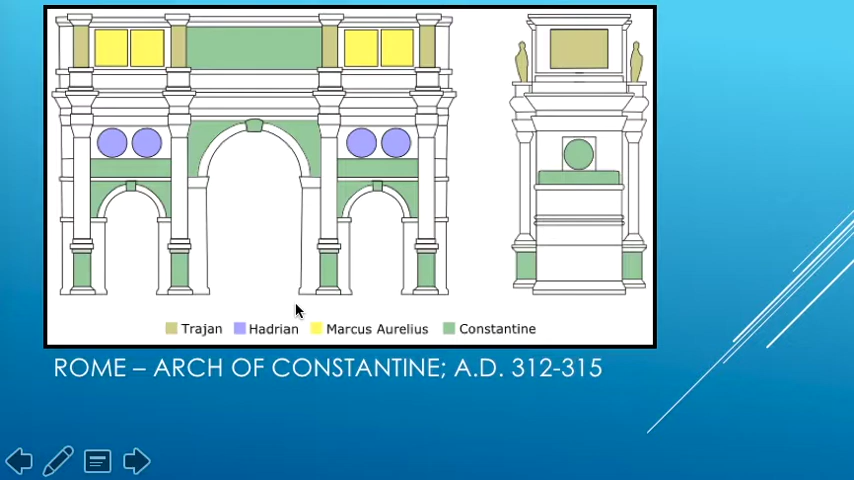 Trajan Hadrian Marcus Aurelius Constantine
ROME – ARCH OF CONSTANTINE; A.D. 312-315